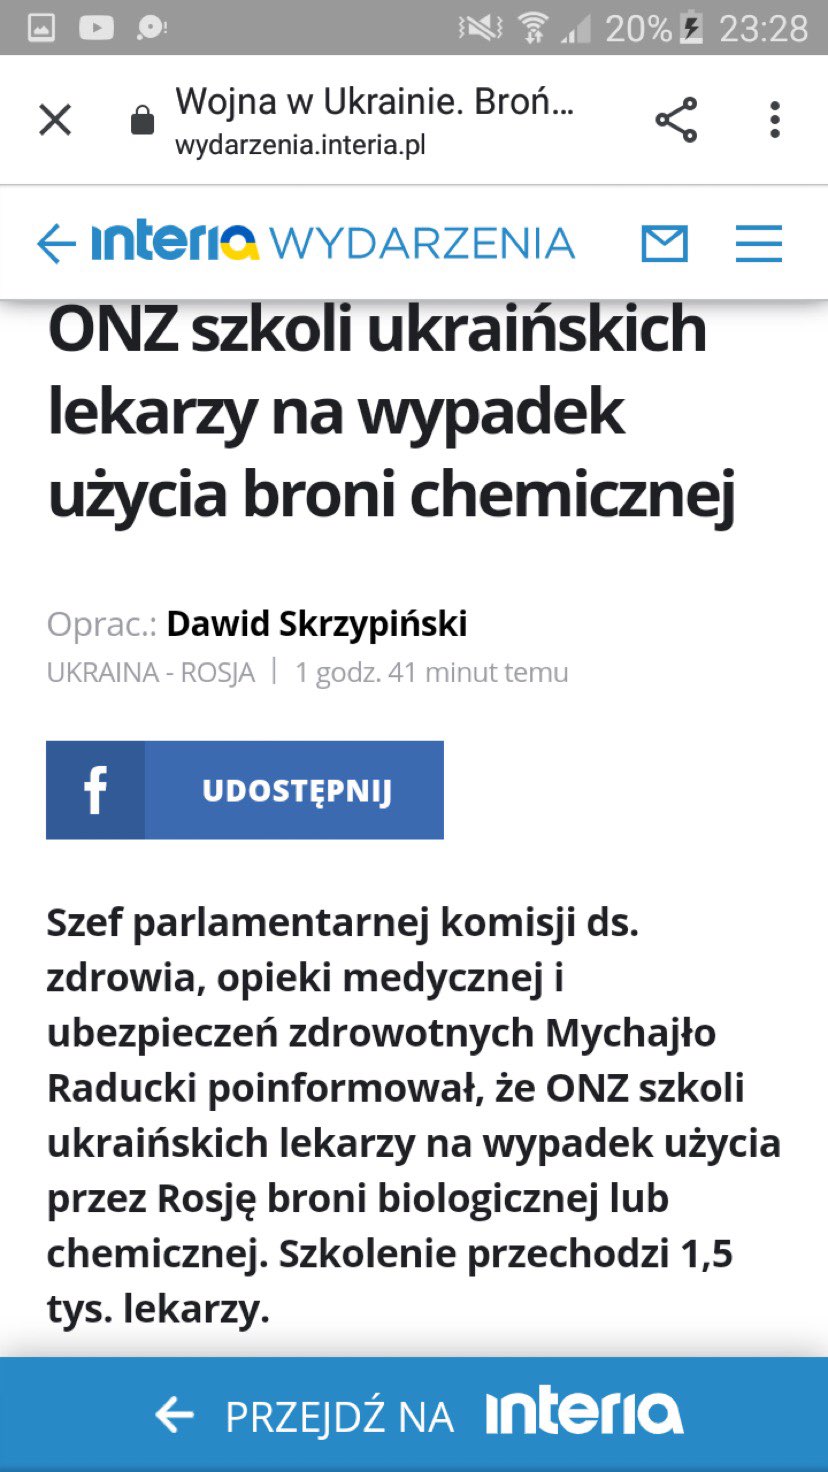 20% 23:28
Wojna w Ukrainie. Broń...
wydarzenia.interia.pl
interia WYDARZENIA
ONZ szkoli ukraińskich
lekarzy na wypadek
użycia broni chemicznej
Oprac.: Dawid Skrzypiński
UKRAINA - ROSJA | 1 godz. 41 minut temu
f UDOSTĘPNIJ
Szef parlamentarnej komisji ds.
zdrowia, opieki medycznej i
ubezpieczeń zdrowotnych Mychajło
Raducki poinformował, że ONZ szkoli
ukraińskich lekarzy na wypadek użycia
przez Rosję broni biologicznej lub
chemicznej. Szkolenie przechodzi 1,5
tys. lekarzy.
PRZEJDŹ NA interia